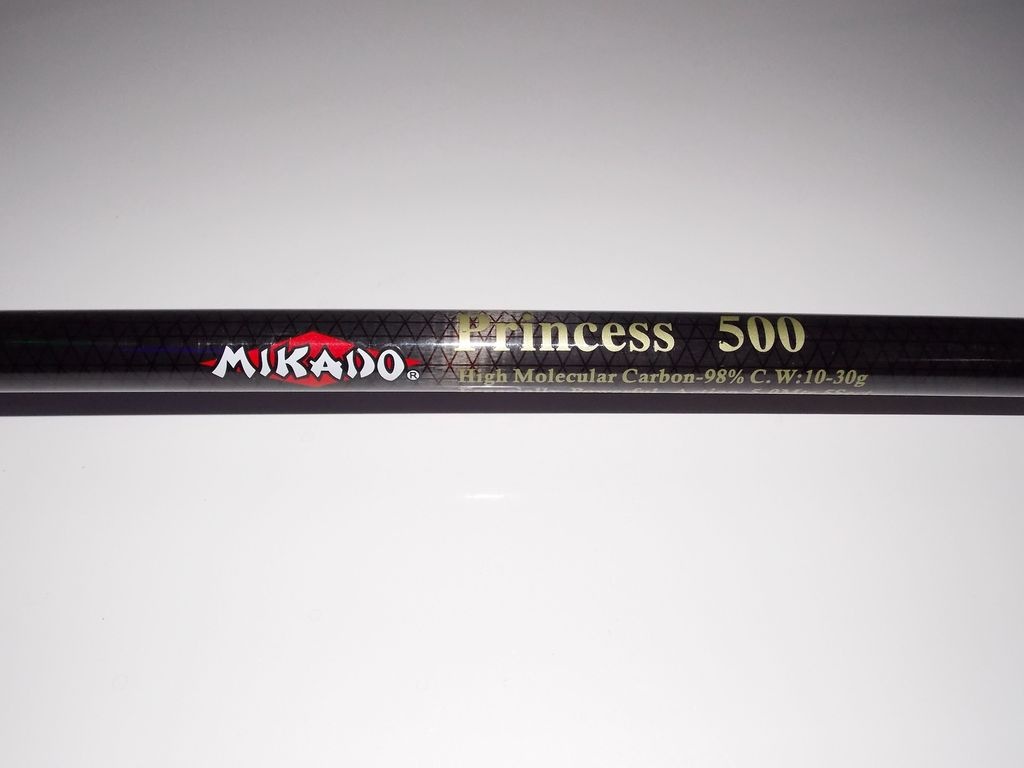 MIKADO®
Princess 500
High Molecular Carbon-98% C.W:10-30g